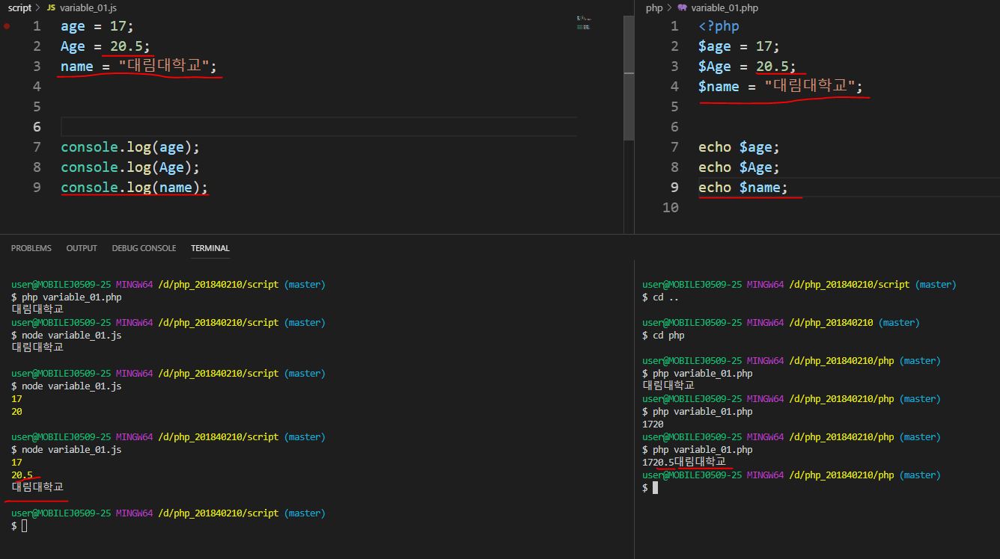 script > JS variable_01.js
1 age = 17;
2 Age = 20.5;
3 name = "대림대학교";
4
5
6
7 console.log(age);
8 console.log(Age);
9 console.log(name);
php > variable_01.php
1 <?php
2 $age = 17;
3 $Age = 20.5;
4 $name = "대림대학교";
5
6
7 echo $age;
8 echo $Age;
9 echo $name;
10
PROBLEMS OUTPUT DEBUG CONSOLE TERMINAL
user@MOBILEJ0509-25 MINGW64 /d/php_201840210/script (master)
$ php variable_01.php
대림대학교
user@MOBILEJ0509-25 MINGW64 /d/php_201840210/script (master)
$ node variable_01.js
대림대학교
user@MOBILEJ0509-25 MINGW64 /d/php_201840210/script (master)
$ node variable_01.js
17
20
user@MOBILEJ0509-25 MINGW64 /d/php_201840210/script (master)
$ node variable_01.js
17
20.5
대림대학교
user@MOBILEJ0509-25 MINGW64 /d/php_201840210/script (master)
$
user@MOBILEJ0509-25 MINGW64 /d/php_201840210/script (master)
$ cd ..
user@MOBILEJ0509-25 MINGW64 /d/php_201840210 (master)
$ cd php
user@MOBILEJ0509-25 MINGW64 /d/php_201840210/php (master)
$ php variable_01.php
대림대학교
user@MOBILEJ0509-25 MINGW64 /d/php_201840210/php (master)
$ php variable_01.php
1720
user@MOBILEJ0509-25 MINGW64 /d/php_201840210/php (master)
$ php variable_01.php
1720.5대림대학교
user@MOBILEJ0509-25 MINGW64 /d/php_201840210/php (master)
$